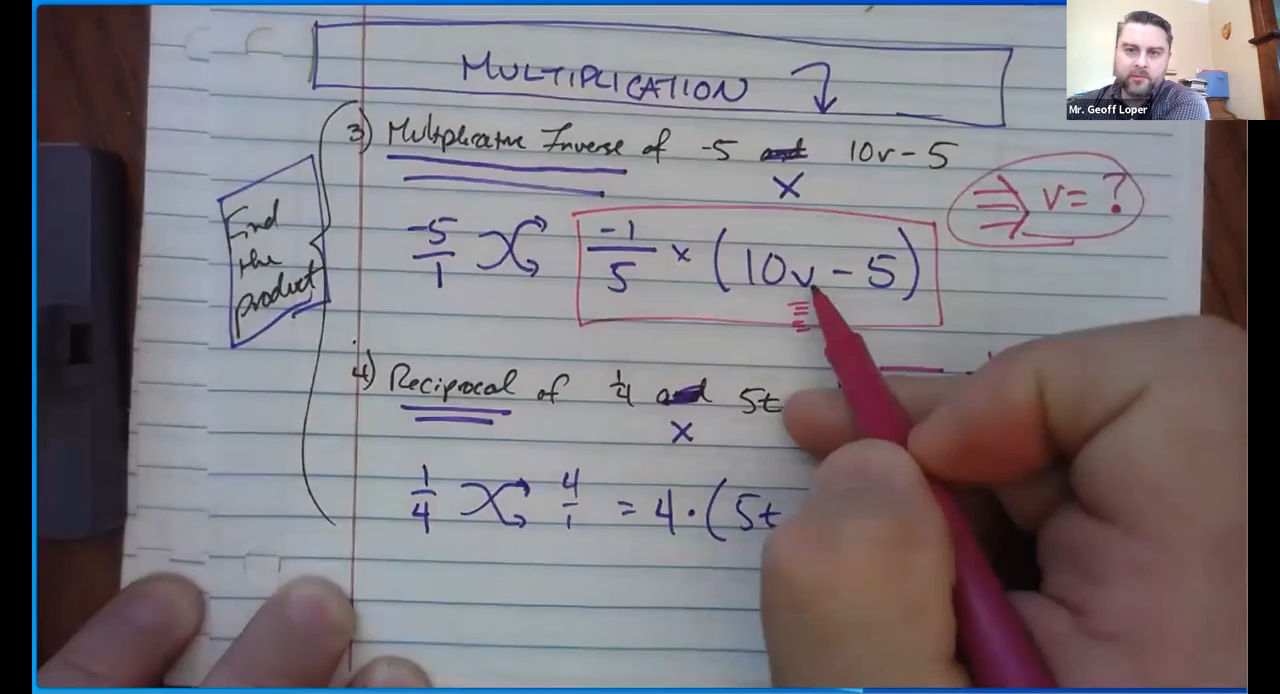 MULTIPLICATION
Mr. Geoff Loper
3) Multiplicative Inverse of -5 and 10v - 5
x
⇒ v = ?
Find
the
product
-5/1 -1/5 × (10v - 5)
4) Reciprocal of 1/4 and 5t
x
1/4 4/1 = 4 · (5t